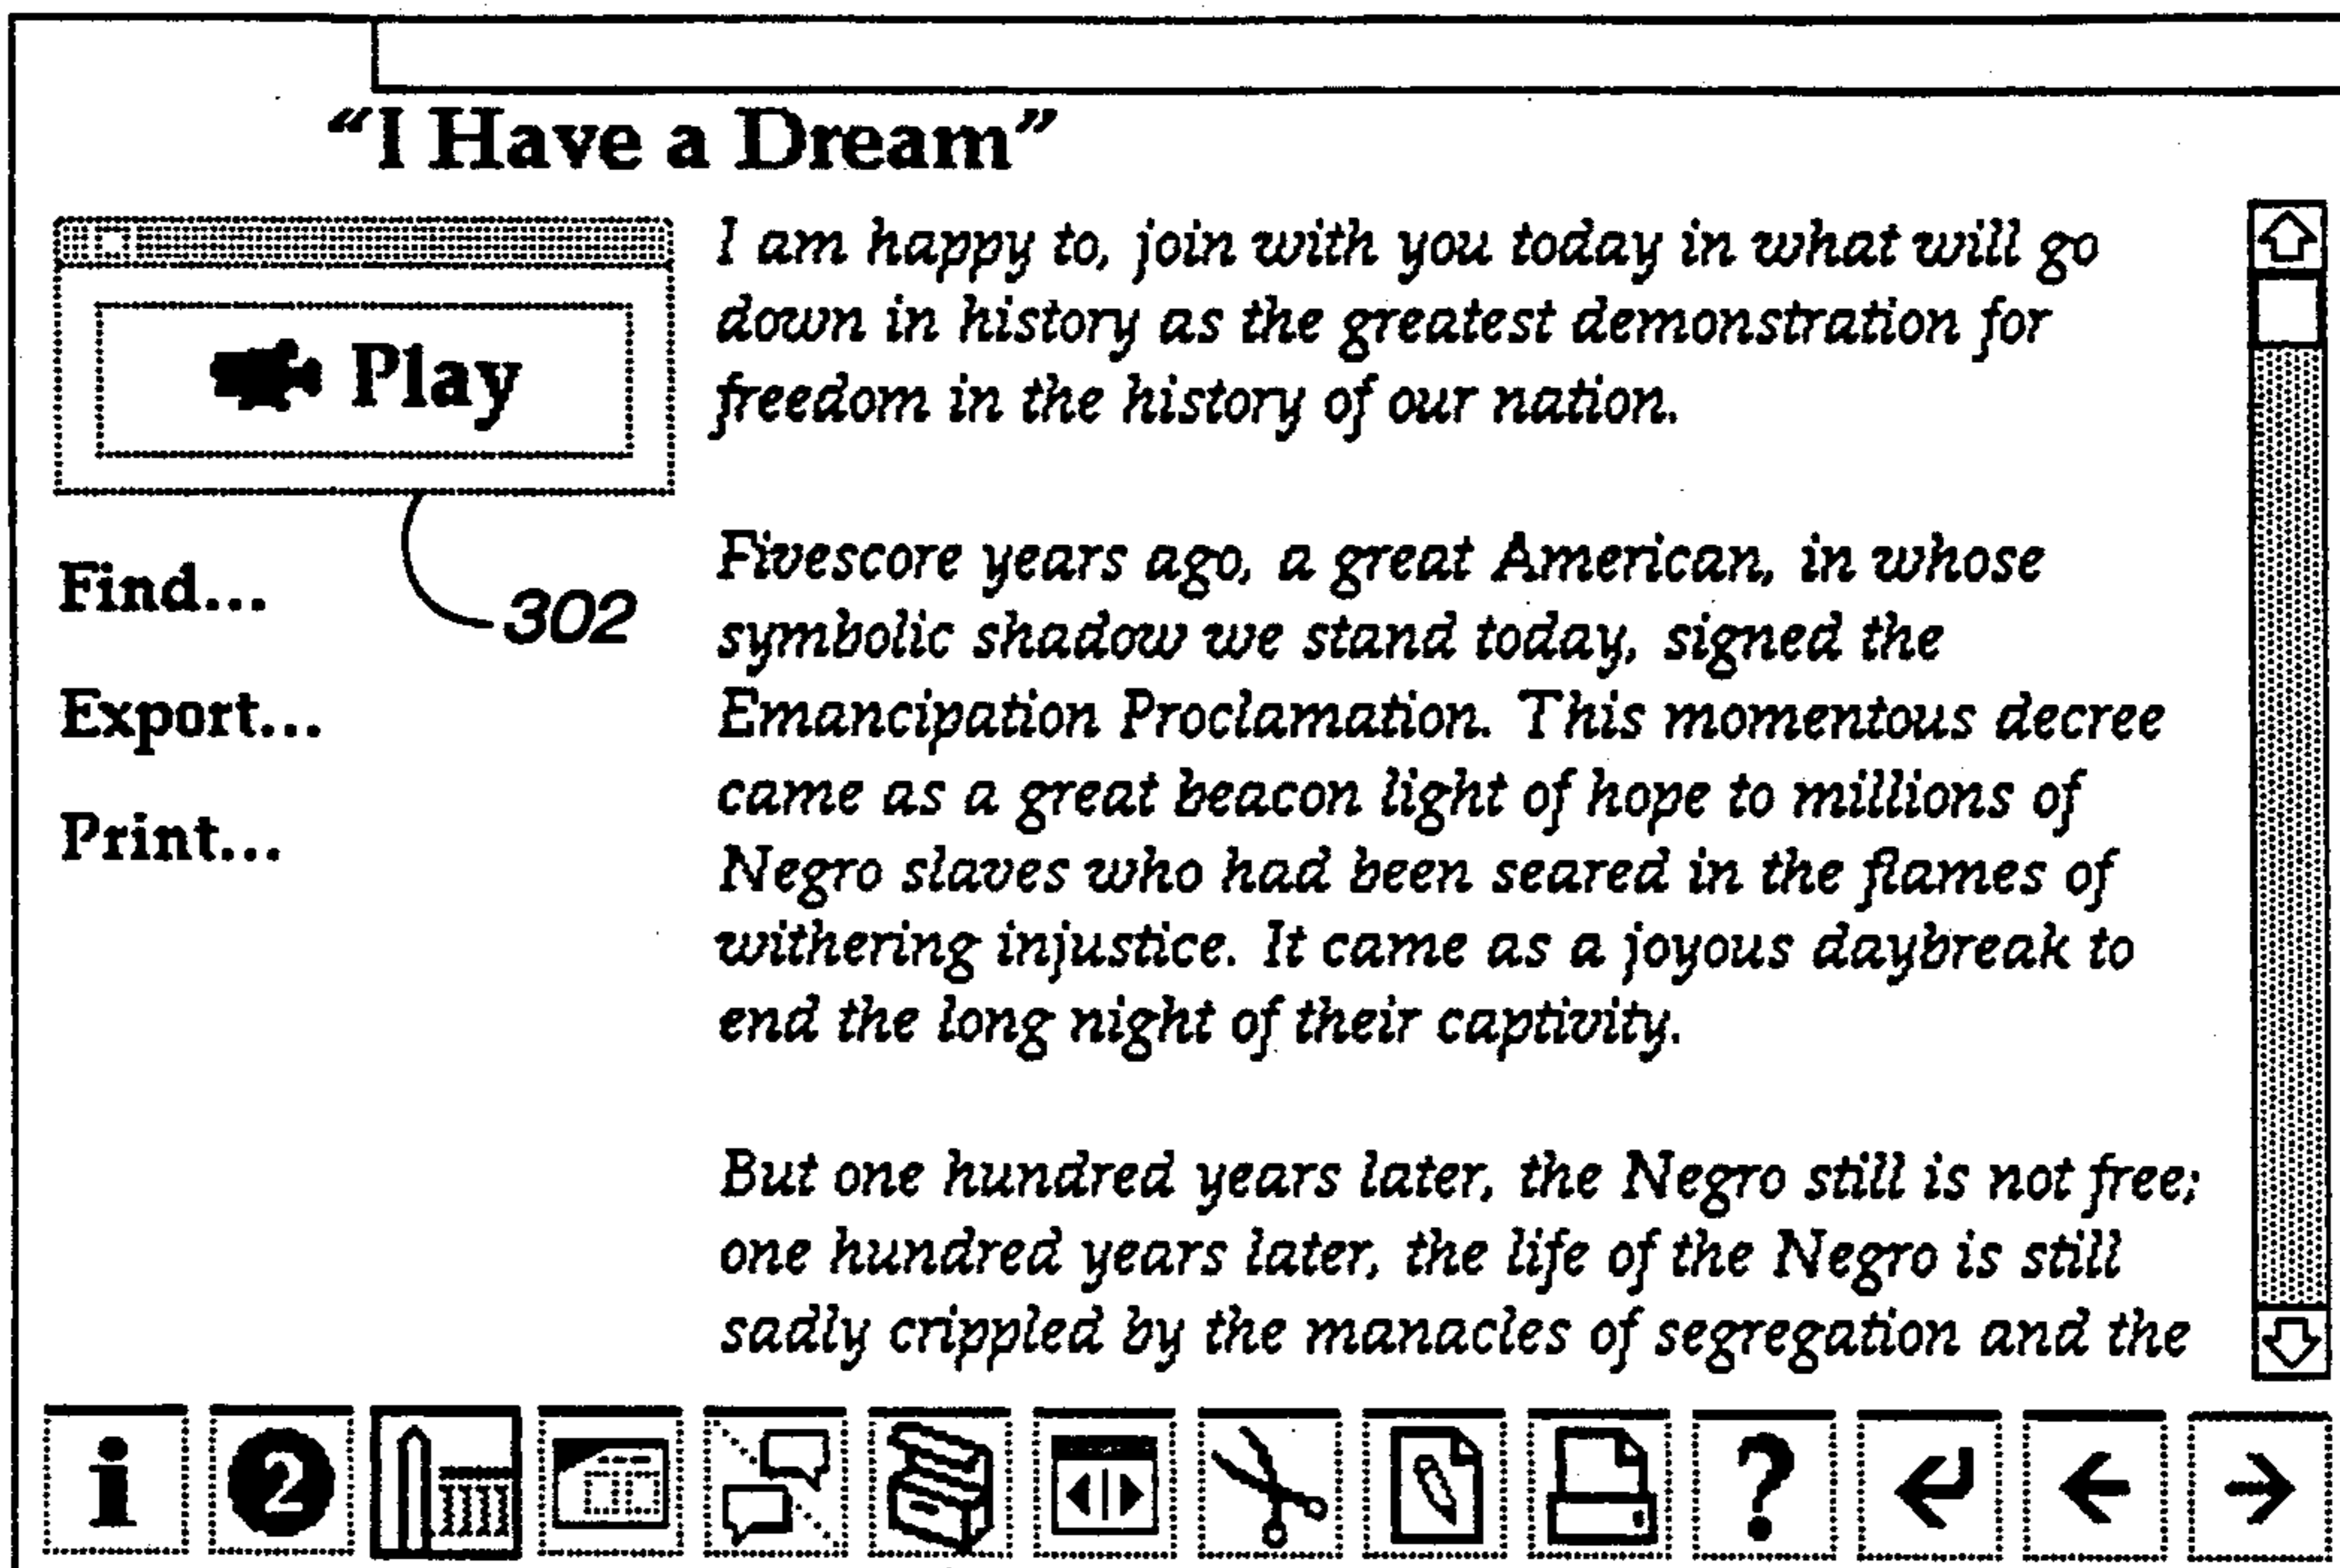 “I Have a Dream”
Play
Find...
302
Export...
Print...
I am happy to, join with you today in what will go
down in history as the greatest demonstration for
freedom in the history of our nation.
Fivescore years ago, a great American, in whose
symbolic shadow we stand today, signed the
Emancipation Proclamation. This momentous decree
came as a great beacon light of hope to millions of
Negro slaves who had been seared in the flames of
withering injustice. It came as a joyous daybreak to
end the long night of their captivity.
But one hundred years later, the Negro still is not free;
one hundred years later, the life of the Negro is still
sadly crippled by the manacles of segregation and the
i 2 ?